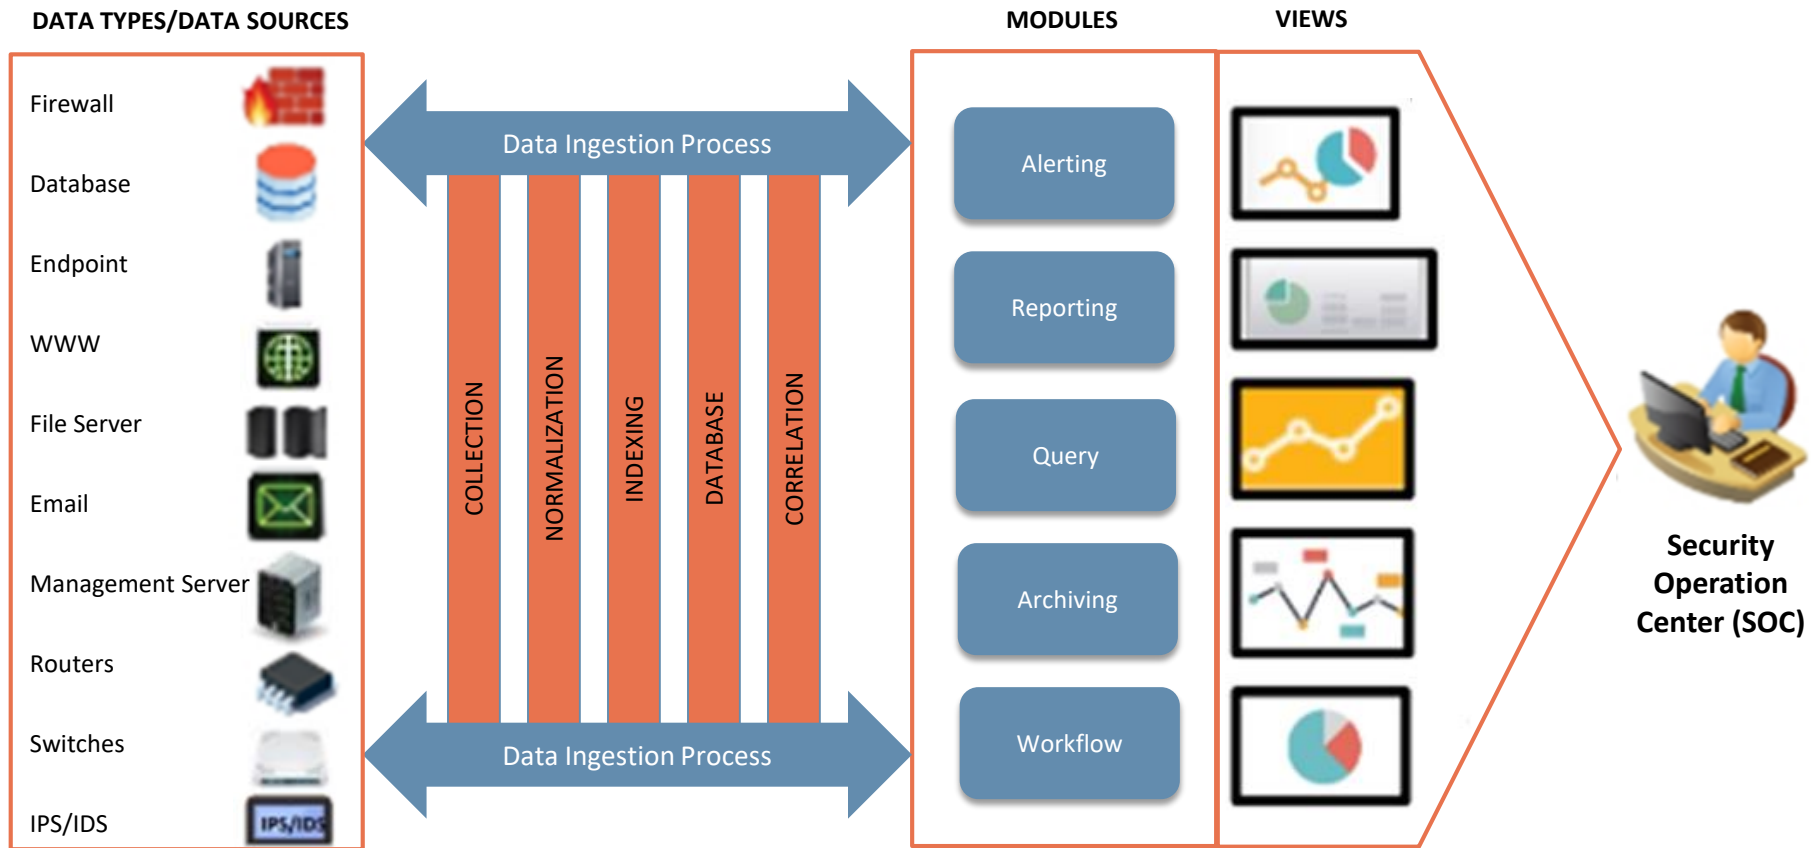 DATA TYPES/DATA SOURCES
MODULES
VIEWS
Firewall
Database
Endpoint
WWW
File Server
Email
Management Server
Routers
Switches
IPS/IDS
IPS/IDS
Data Ingestion Process
COLLECTION
NORMALIZATION
INDEXING
DATABASE
CORRELATION
Data Ingestion Process
Alerting
Reporting
Query
Archiving
Workflow
Security
Operation
Center (SOC)